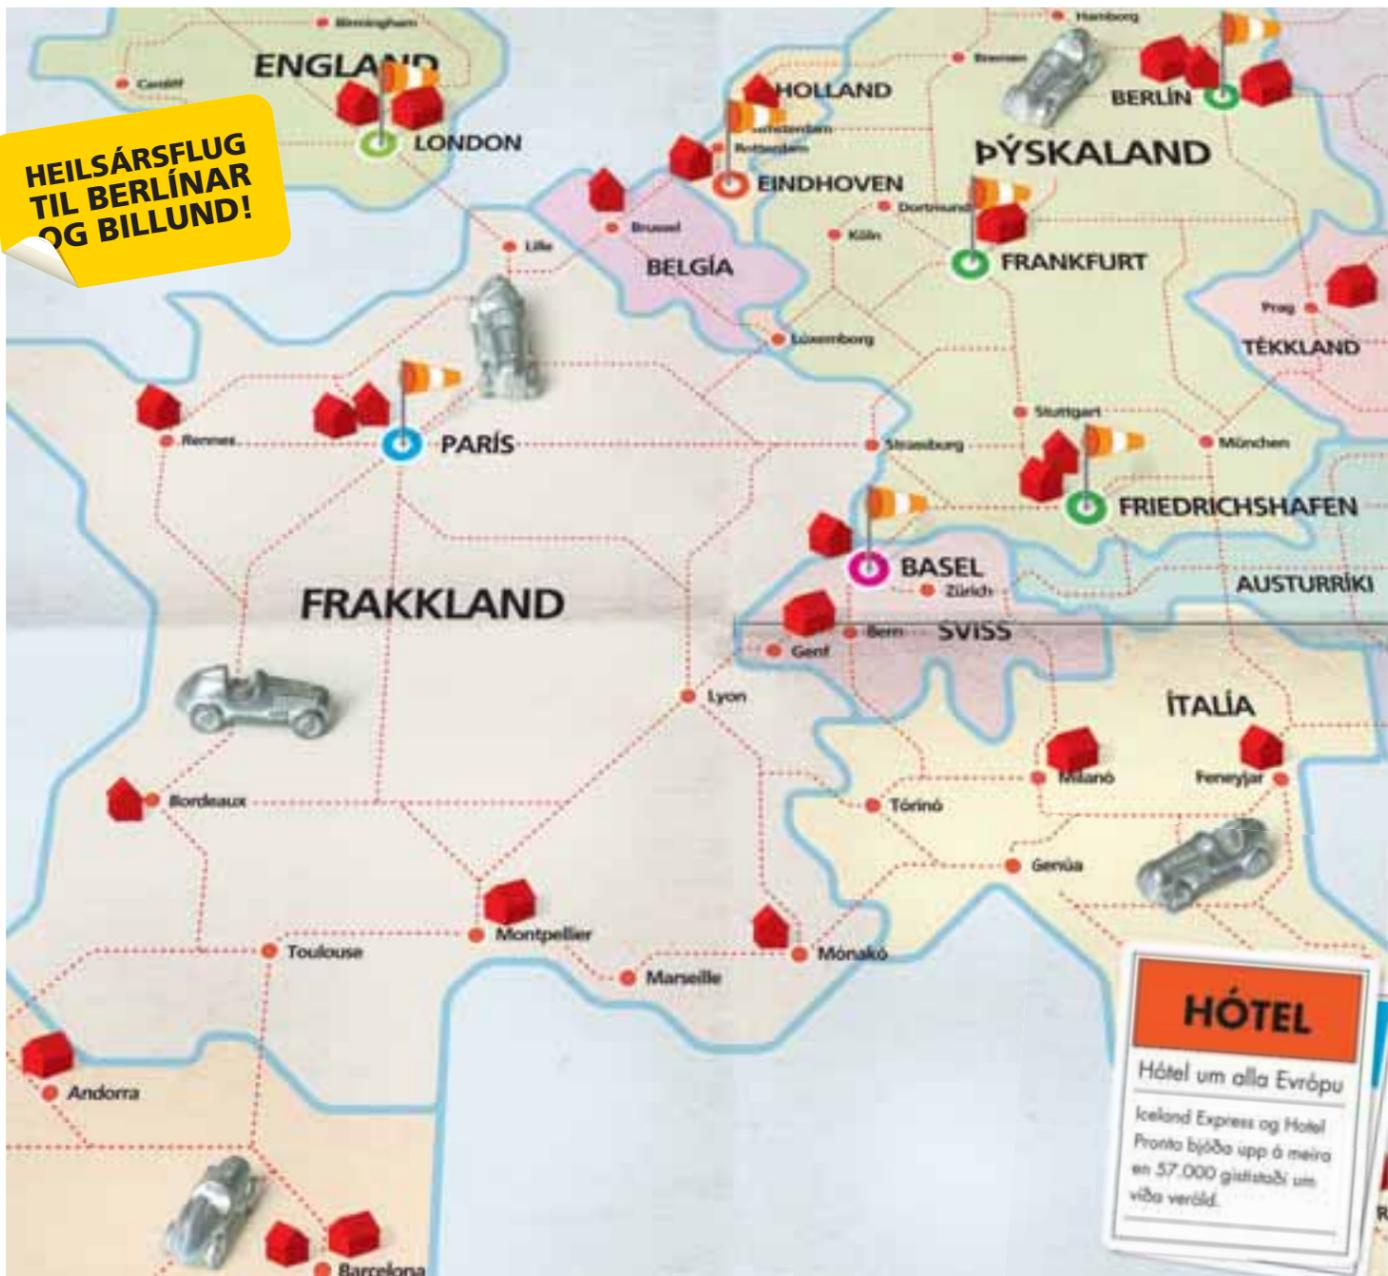 Birmingham
ENGLAND
Cardiff
LONDON
HEILSÁRSFLUG
TIL BERLÍNAR
OG BILLUND!
Hamborg
Bremen
HOLLAND
BERLÍN
Amsterdam
Rotterdam
ÞÝSKALAND
EINDHOVEN
Dortmund
Brussel
Köln
Lille
BELGÍA
FRANKFURT
Prag
Lúxemborg
TÉKKLAND
Stuttgart
Rennes
PARÍS
Strassburg
München
FRIEDRICHSHAFEN
BASEL
Zürich
AUSTURRÍKI
FRAKKLAND
Bern
SVISS
Genf
Lyon
ÍTALÍA
Mílanó
Feneyjar
Bordeaux
Tórínó
Genúa
Montpellier
Toulouse
Mónakó
Marseille
Andorra
Barcelona
HÓTEL
Hótel um alla Evrópu
Iceland Express og Hotel
Pronto bjóða upp á meira
en 57.000 gististaði um
víða veröld.
R